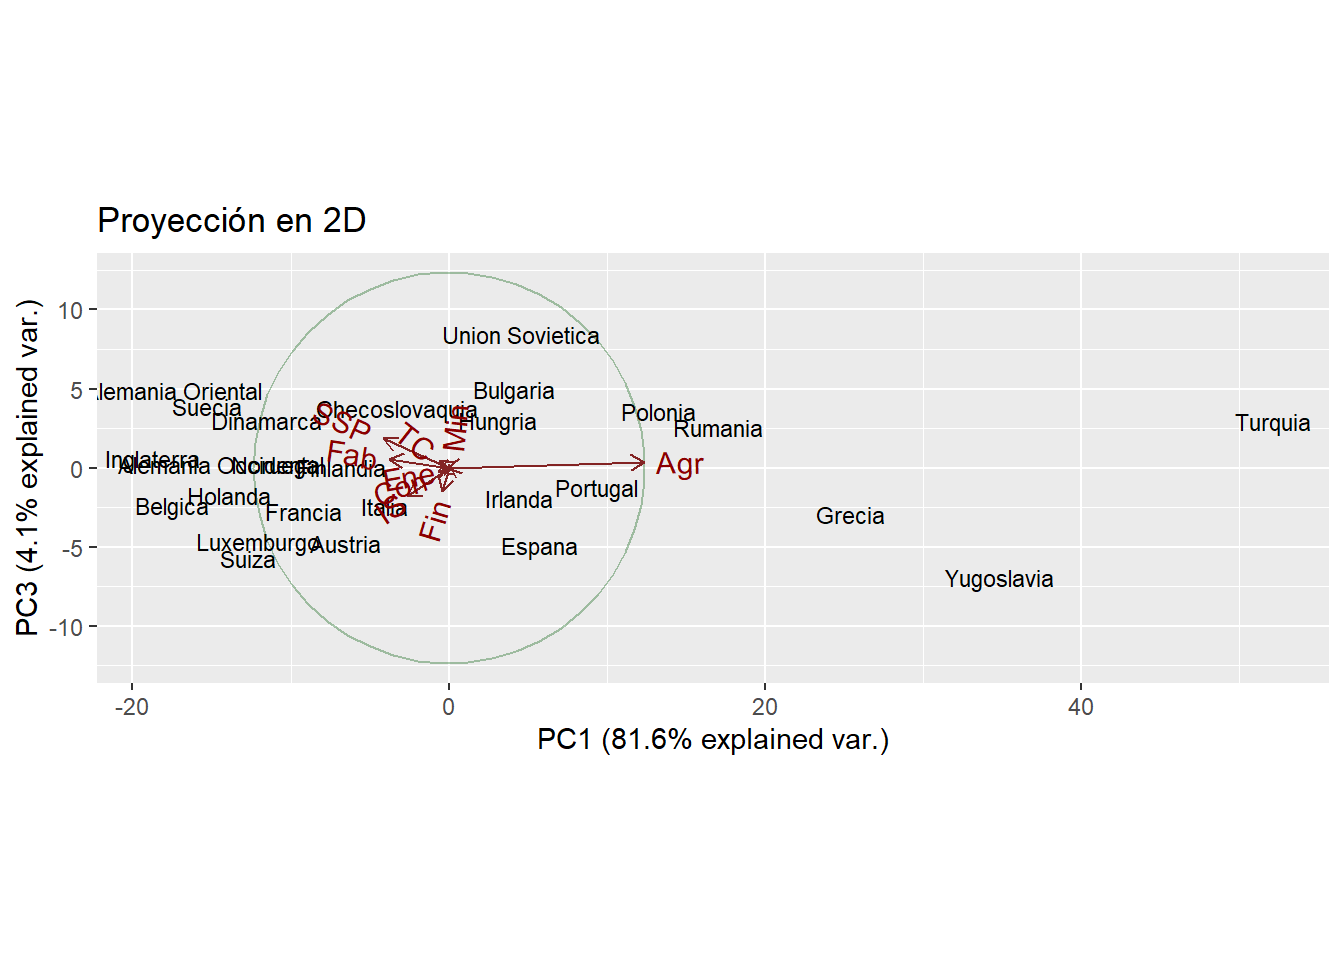 Proyección en 2D
PC3 (4.1% explained var.)
10
5
0
-5
-10
Union Sovietica
lemania Oriental
Bulgaria
Suecia
Checoslovaquia
Polonia
Dinamarca
Hungria
Rumania
Turquia
SSP
TC
Min
Fab
Agr
Inglaterra
Alemania Occidental
Noruega
Finlandia
Ene
Con
Portugal
Holanda
Irlanda
Belgica
Francia
Italia
Fin
Grecia
Luxemburgo
Austria
Espana
Suiza
Yugoslavia
-20
0
20
40
PC1 (81.6% explained var.)